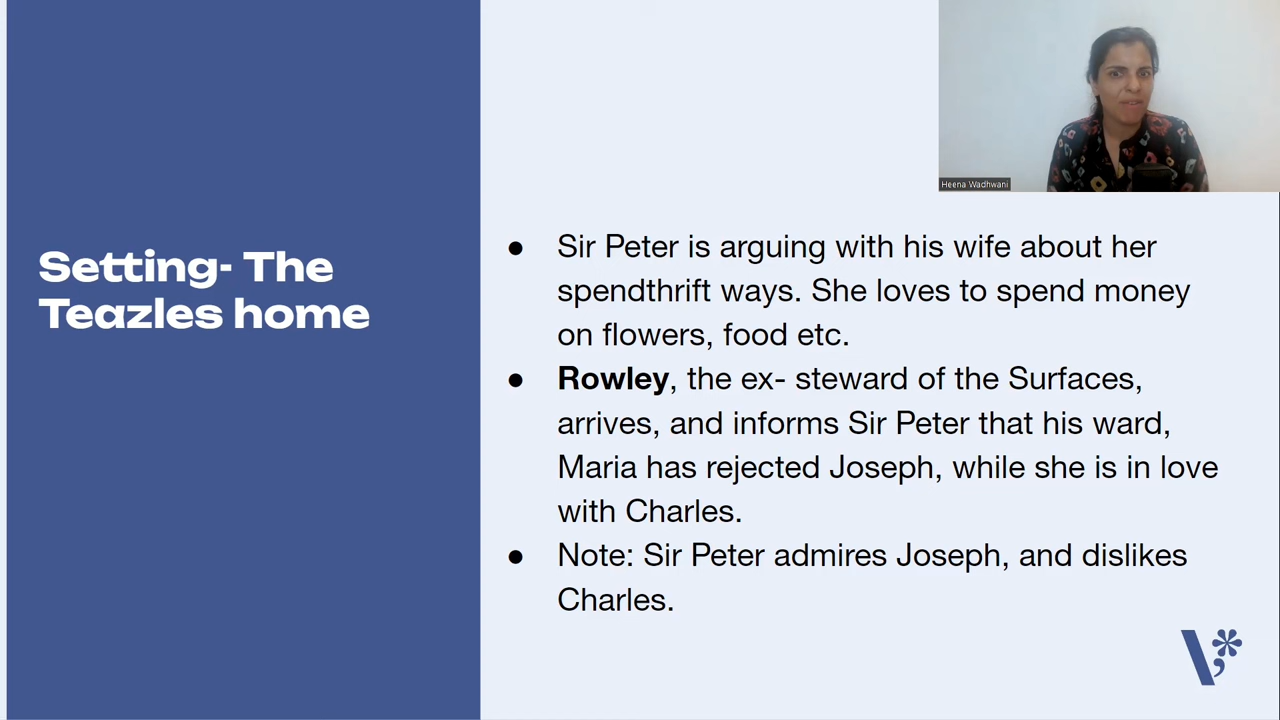 Heena Wadhwani
Setting- The
Teazles home
● Sir Peter is arguing with his wife about her
spendthrift ways. She loves to spend money
on flowers, food etc.
● Rowley, the ex- steward of the Surfaces,
arrives, and informs Sir Peter that his ward,
Maria has rejected Joseph, while she is in love
with Charles.
● Note: Sir Peter admires Joseph, and dislikes
Charles.